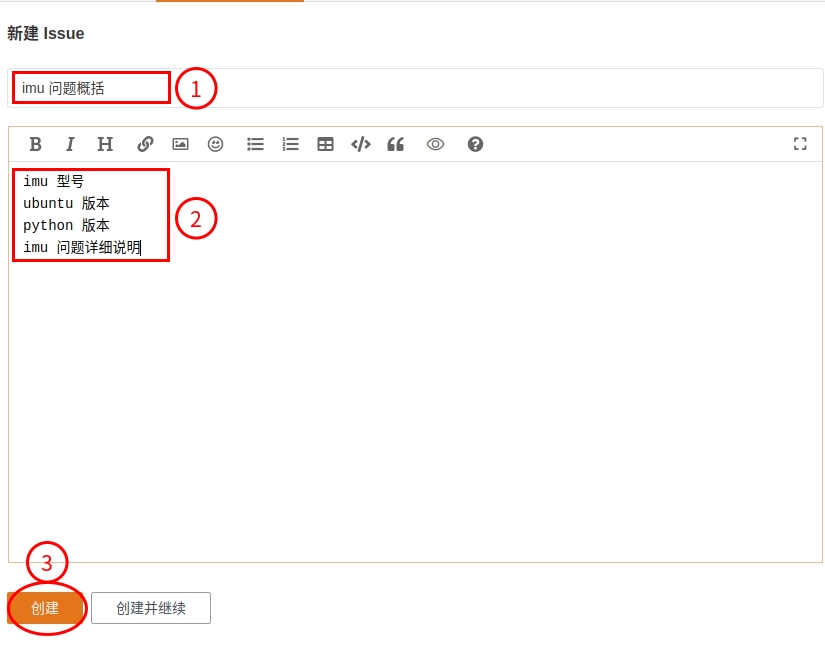 新建 Issue
imu 问题概括
1
imu 型号
ubuntu 版本
python 版本
imu 问题详细说明
2
3
创建 创建并继续